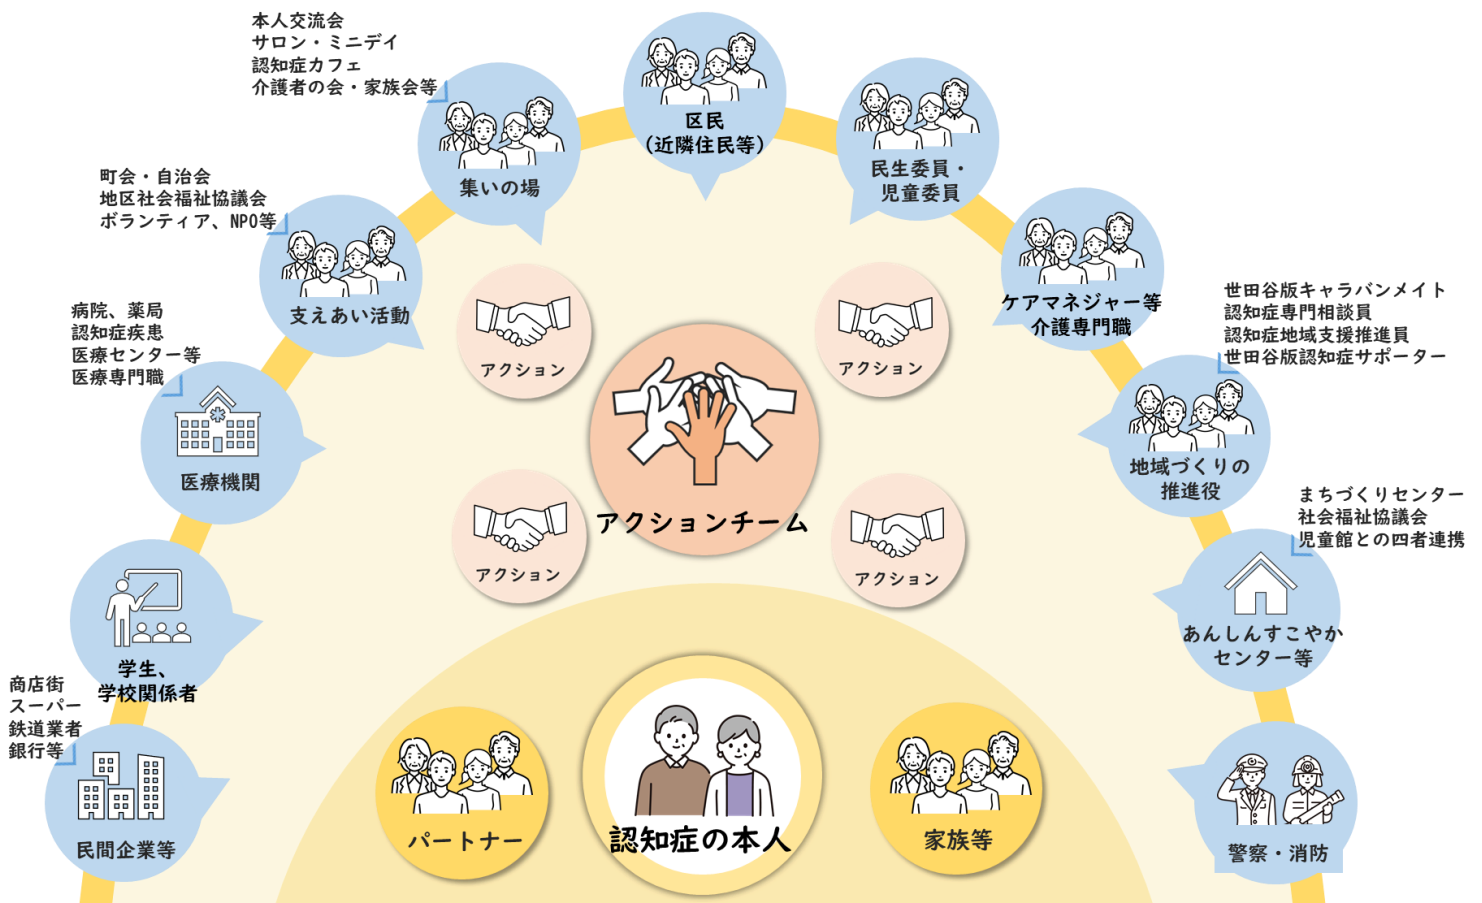 本人交流会
サロン・ミニデイ
認知症カフェ
介護者の会・家族会等
集いの場
区民
（近隣住民等）
民生委員・
児童委員
町会・自治会
地区社会福祉協議会
ボランティア、NPO等
支えあい活動
ケアマネジャー等
介護専門職
病院、薬局
認知症疾患
医療センター等
医療専門職
医療機関
世田谷版キャラバンメイト
認知症専門相談員
認知症地域支援推進員
世田谷版認知症サポーター
地域づくりの
推進役
アクション
アクション
アクションチーム
アクション
アクション
まちづくりセンター
社会福祉協議会
児童館との四者連携
あんしんすこやか
センター等
学生、
学校関係者
商店街
スーパー
鉄道業者
銀行等
民間企業等
パートナー
認知症の本人
家族等
警察・消防